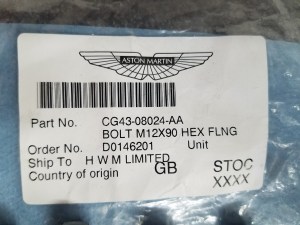 ASTON MARTIN
Part No. CG43-08024-AA
BOLT M12X90 HEX FLNG
Order No. D0146201 Unit
Ship To H W M LIMITED
Country of origin GB STOC
XXXX